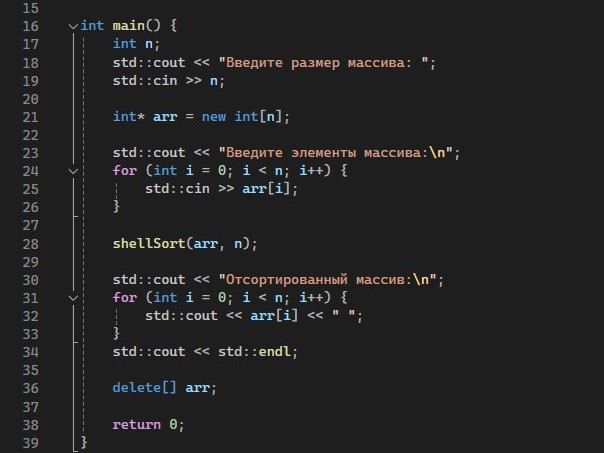 15
16 int main() {
17 int n;
18 std::cout << "Введите размер массива: ";
19 std::cin >> n;
20
21 int* arr = new int[n];
22
23 std::cout << "Введите элементы массива:\n";
24 for (int i = 0; i < n; i++) {
25 std::cin >> arr[i];
26 }
27
28 shellSort(arr, n);
29
30 std::cout << "Отсортированный массив:\n";
31 for (int i = 0; i < n; i++) {
32 std::cout << arr[i] << " ";
33 }
34 std::cout << std::endl;
35
36 delete[] arr;
37
38 return 0;
39 }